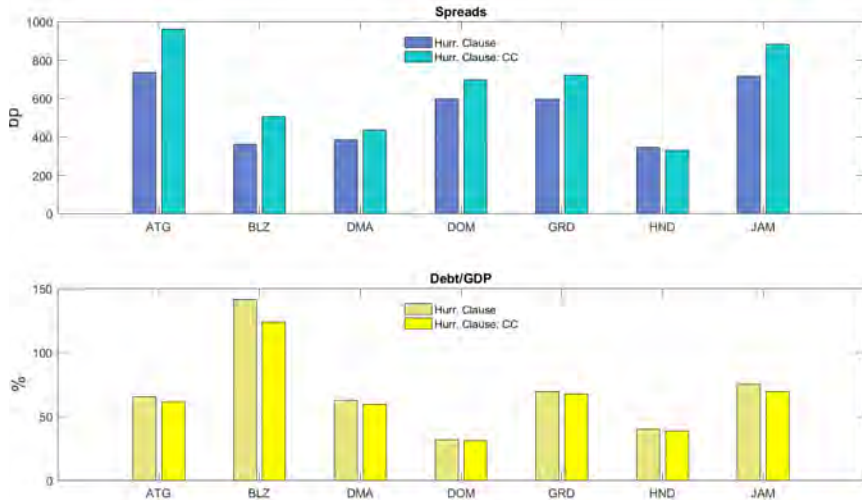 Spreads
1000
800
600
400
200
0
bp
Hurr. Clause
Hurr. Clause: CC
ATG BLZ DMA DOM GRD HND JAM
Debt/GDP
150
100
50
0
%
Hurr. Clause
Hurr. Clause: CC
ATG BLZ DMA DOM GRD HND JAM